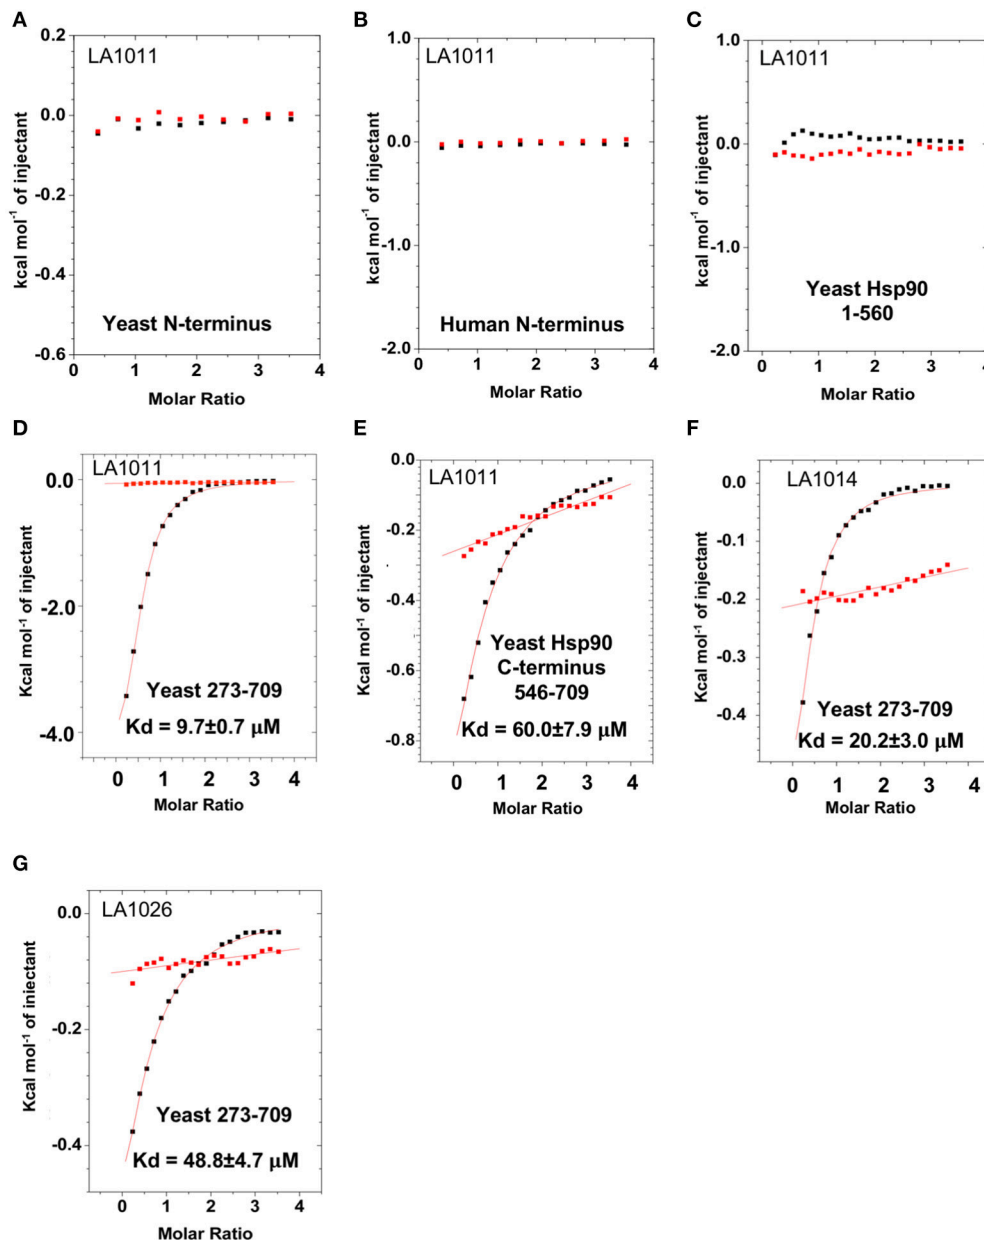 A
LA1011
kcal mol⁻¹ of injectant
0.2
0.0
-0.2
-0.4
-0.6
Yeast N-terminus
0 1 2 3 4
Molar Ratio
B
LA1011
kcal mol⁻¹ of injectant
1.0
0.0
-1.0
-2.0
Human N-terminus
0 1 2 3 4
Molar Ratio
C
LA1011
kcal mol⁻¹ of injectant
1.0
0.0
-1.0
-2.0
Yeast Hsp90
1-560
0 1 2 3 4
Molar Ratio
D
LA1011
Kcal mol⁻¹ of injectant
0.0
-2.0
-4.0
Yeast 273-709
Kd = 9.7±0.7 µM
0 1 2 3 4
Molar Ratio
E
LA1011
Kcal mol⁻¹ of injectant
0.0
-0.2
-0.4
-0.6
-0.8
Yeast Hsp90
C-terminus
546-709
Kd = 60.0±7.9 µM
0 1 2 3 4
Molar Ratio
F
LA1014
Kcal mol⁻¹ of injectant
0.0
-0.1
-0.2
-0.3
-0.4
Yeast 273-709
Kd = 20.2±3.0 µM
0 1 2 3 4
Molar Ratio
G
LA1026
Kcal mol⁻¹ of iniectant
0.0
-0.2
-0.4
Yeast 273-709
Kd = 48.8±4.7 µM
0 1 2 3 4
Molar Ratio